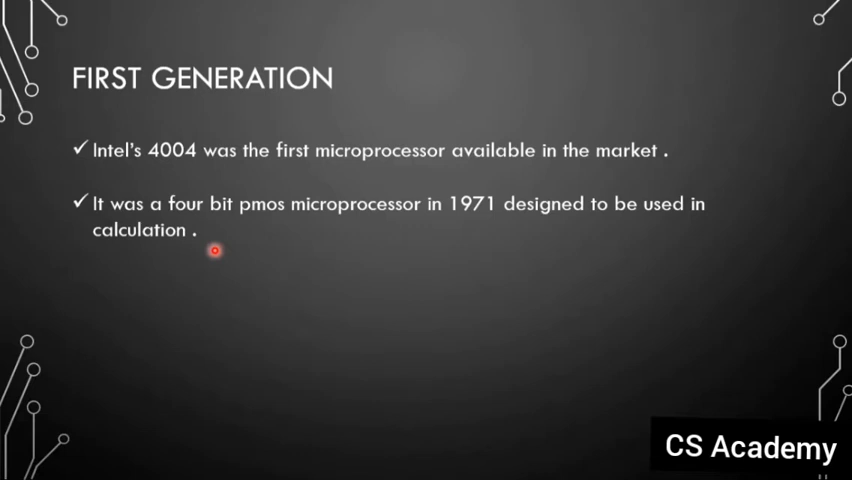 FIRST GENERATION
✓ Intel's 4004 was the first microprocessor available in the market .
✓ It was a four bit pmos microprocessor in 1971 designed to be used in
calculation .
CS Academy